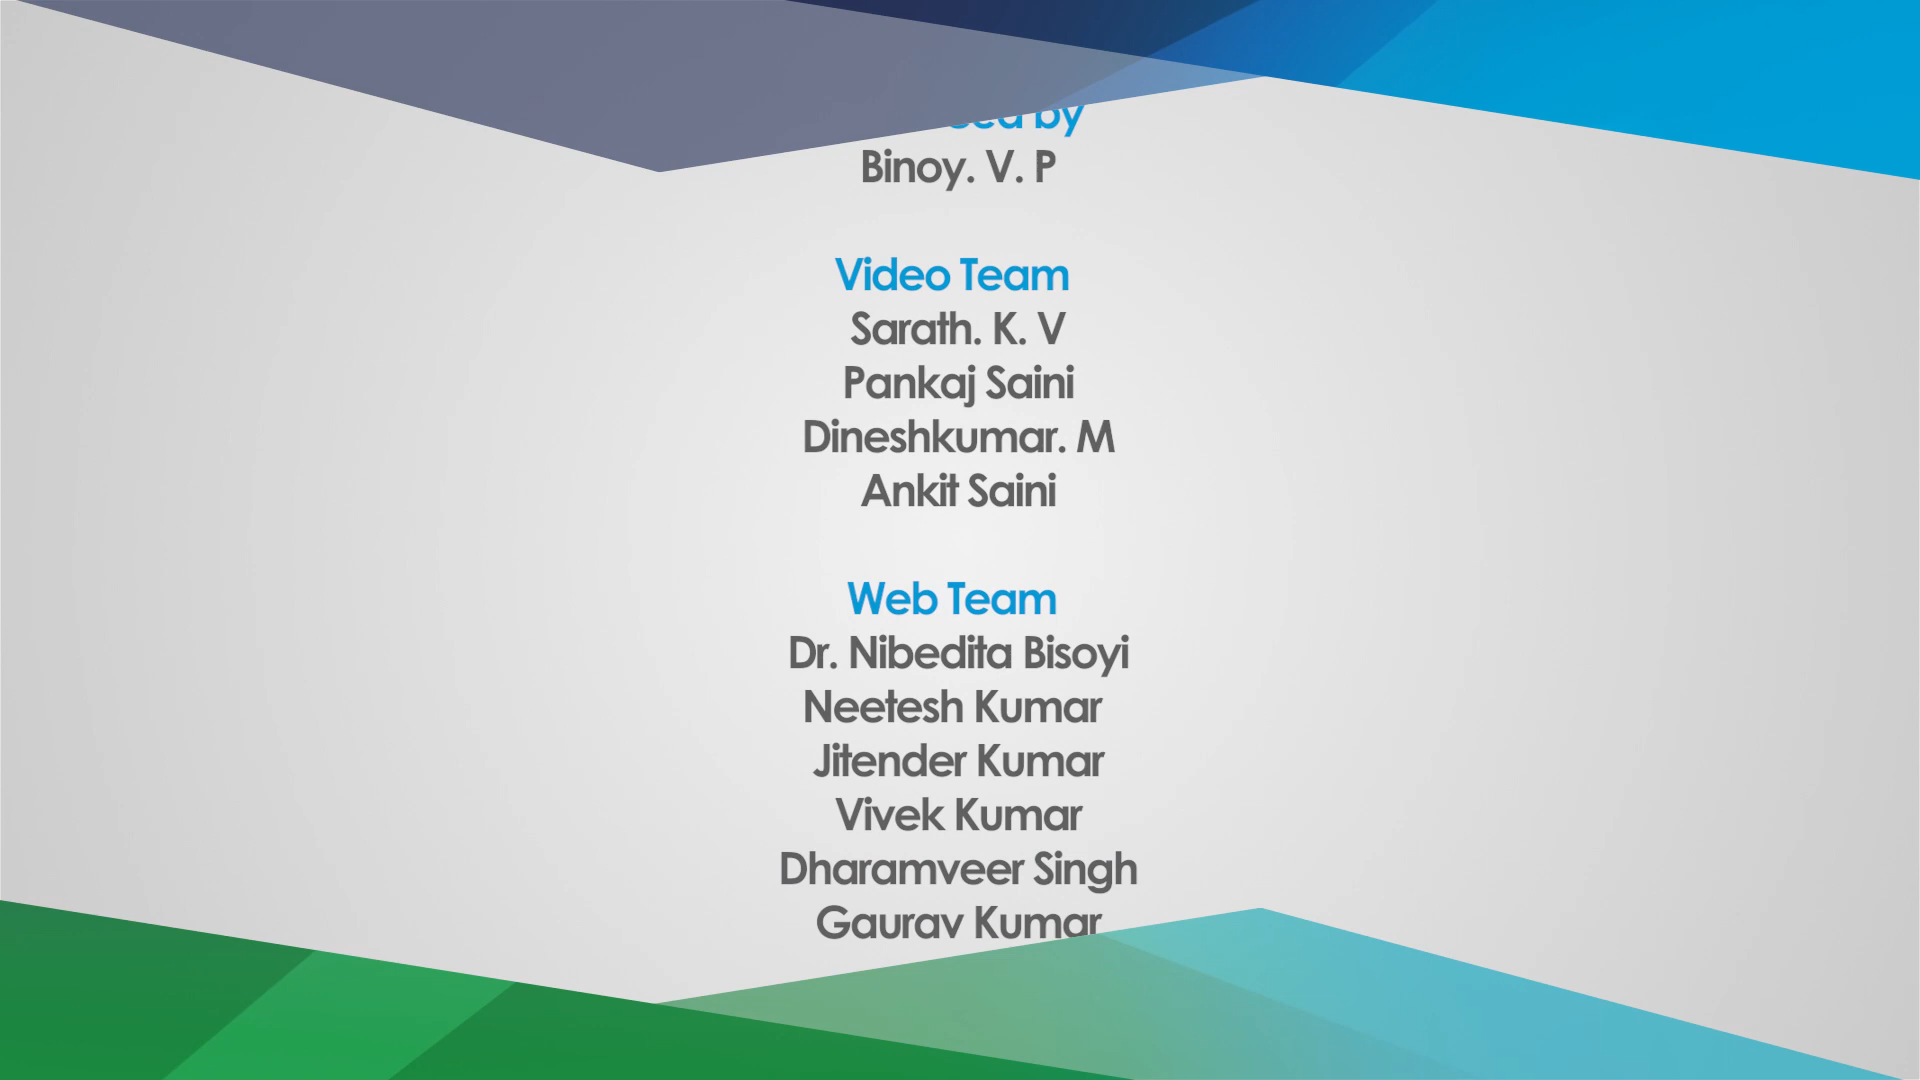 by
Binoy. V. P
Video Team
Sarath. K. V
Pankaj Saini
Dineshkumar. M
Ankit Saini
Web Team
Dr. Nibedita Bisoyi
Neetesh Kumar
Jitender Kumar
Vivek Kumar
Dharamveer Singh
Gaurav Kumar